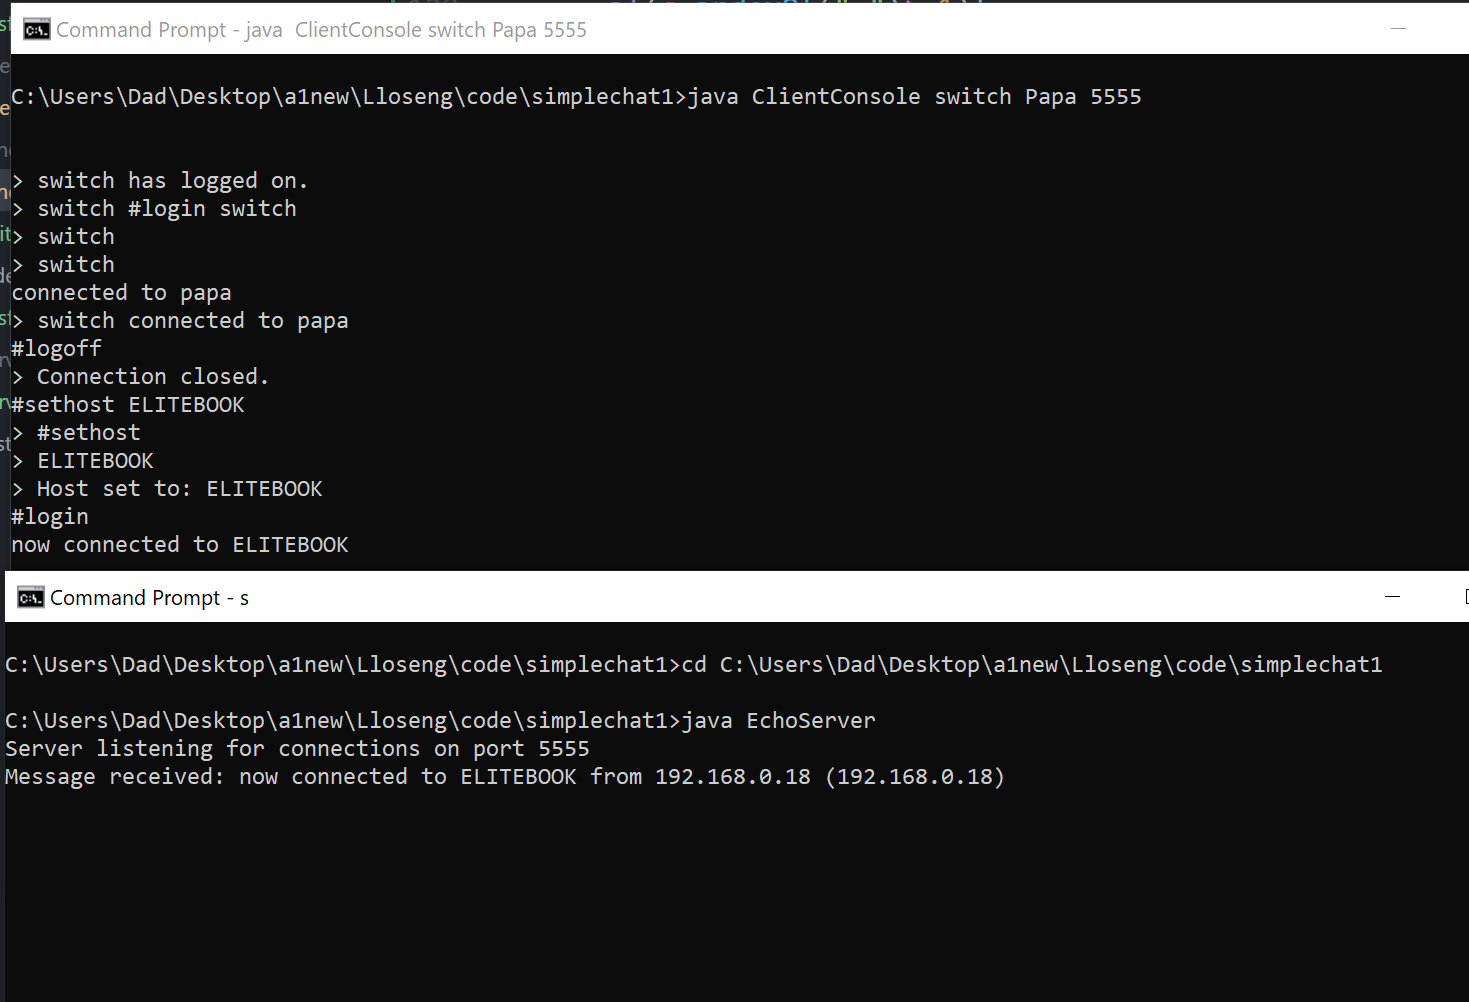 Command Prompt - java  ClientConsole switch Papa 5555
C:\Users\Dad\Desktop\a1new\Lloseng\code\simplechat1>java ClientConsole switch Papa 5555
> switch has logged on.
> switch #login switch
> switch
> switch
connected to papa
> switch connected to papa
#logoff
> Connection closed.
#sethost ELITEBOOK
> #sethost
> ELITEBOOK
> Host set to: ELITEBOOK
#login
now connected to ELITEBOOK
Command Prompt - s
C:\Users\Dad\Desktop\a1new\Lloseng\code\simplechat1>cd C:\Users\Dad\Desktop\a1new\Lloseng\code\simplechat1
C:\Users\Dad\Desktop\a1new\Lloseng\code\simplechat1>java EchoServer
Server listening for connections on port 5555
Message received: now connected to ELITEBOOK from 192.168.0.18 (192.168.0.18)